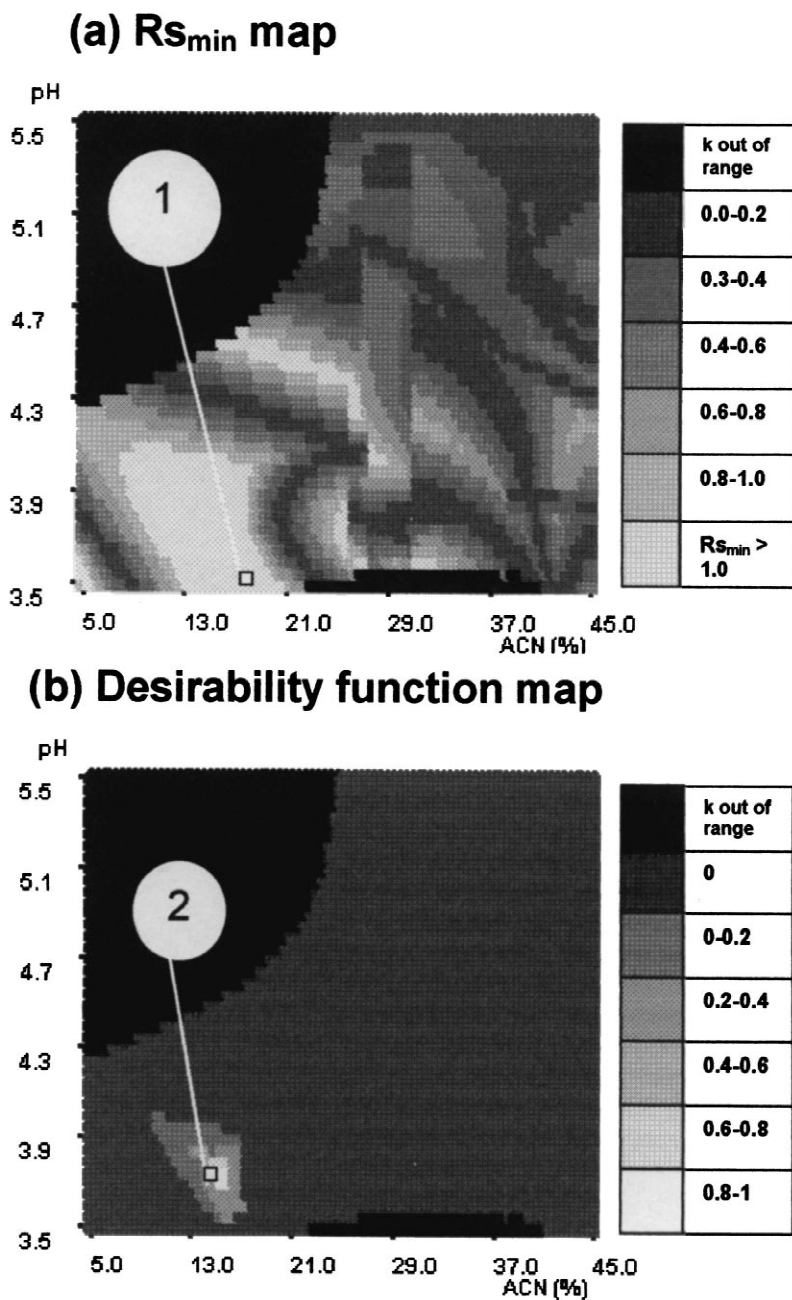 (a) Rsmin map
pH
5.5
5.1
4.7
4.3
3.9
3.5
1
5.0 13.0 21.0 29.0 37.0 45.0
ACN [%]
k out of
range
0.0-0.2
0.3-0.4
0.4-0.6
0.6-0.8
0.8-1.0
Rsmin >
1.0
(b) Desirability function map
pH
5.5
5.1
4.7
4.3
3.9
3.5
2
5.0 13.0 21.0 29.0 37.0 45.0
ACN [%]
k out of
range
0
0-0.2
0.2-0.4
0.4-0.6
0.6-0.8
0.8-1